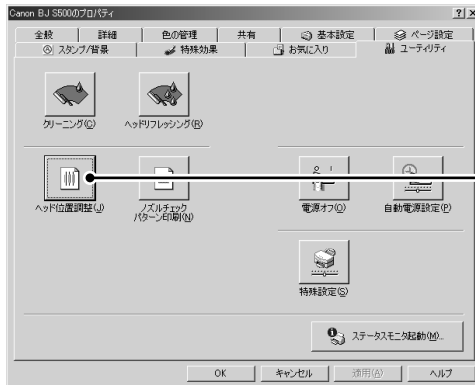 Canon BJ S500のプロパティ
全般 詳細 色の管理 共有 基本設定 ページ設定
スタンプ/背景 特殊効果 お気に入り ユーティリティ
クリーニング(C) ヘッドリフレッシング(R)
ヘッド位置調整(J) ノズルチェック
パターン印刷(N) 電源オフ(O) 自動電源設定(P)
特殊設定(S)
ステータスモニタ起動(M)...
OK キャンセル 適用(A) ヘルプ